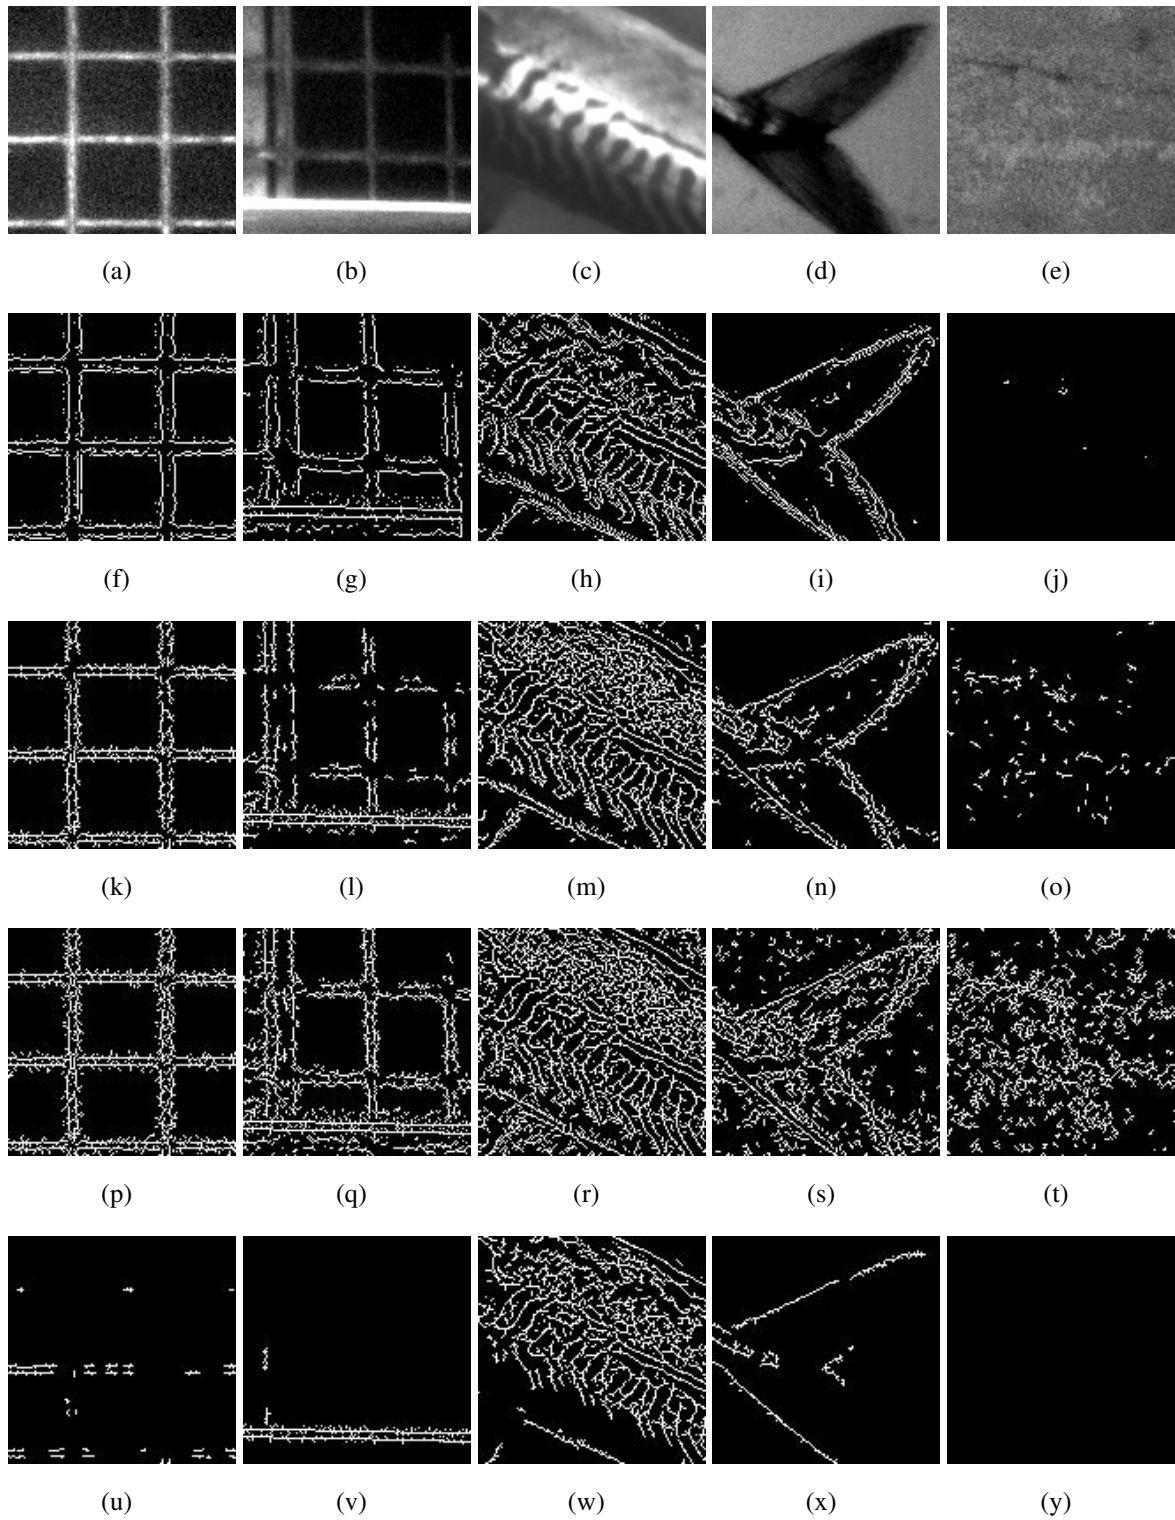 (a) (b) (c) (d) (e)
(f) (g) (h) (i) (j)
(k) (l) (m) (n) (o)
(p) (q) (r) (s) (t)
(u) (v) (w) (x) (y)